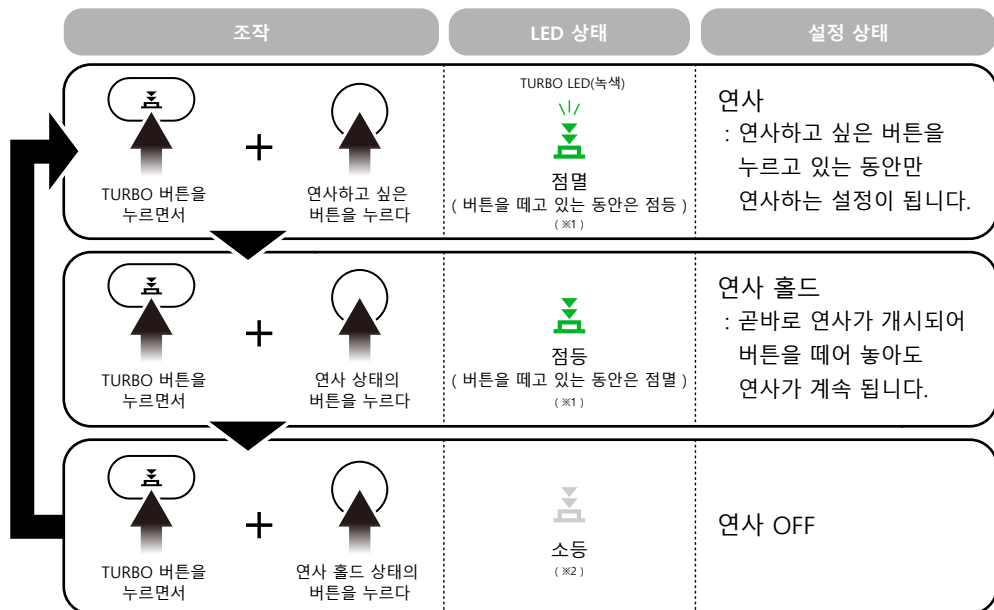 조작
LED 상태
설정 상태
TURBO 버튼을
누르면서
+
연사하고 싶은
버튼을 누르다
TURBO LED(녹색)
점멸
( 버튼을 떼고 있는 동안은 점등 )
( ※1 )
연사
: 연사하고 싶은 버튼을
누르고 있는 동안만
연사하는 설정이 됩니다.
TURBO 버튼을
누르면서
+
연사 상태의
버튼을 누르다
점등
( 버튼을 떼고 있는 동안은 점멸 )
( ※1 )
연사 홀드
: 곧바로 연사가 개시되어
버튼을 떼어 놓아도
연사가 계속 됩니다.
TURBO 버튼을
누르면서
+
연사 홀드 상태의
버튼을 누르다
소등
( ※2 )
연사 OFF